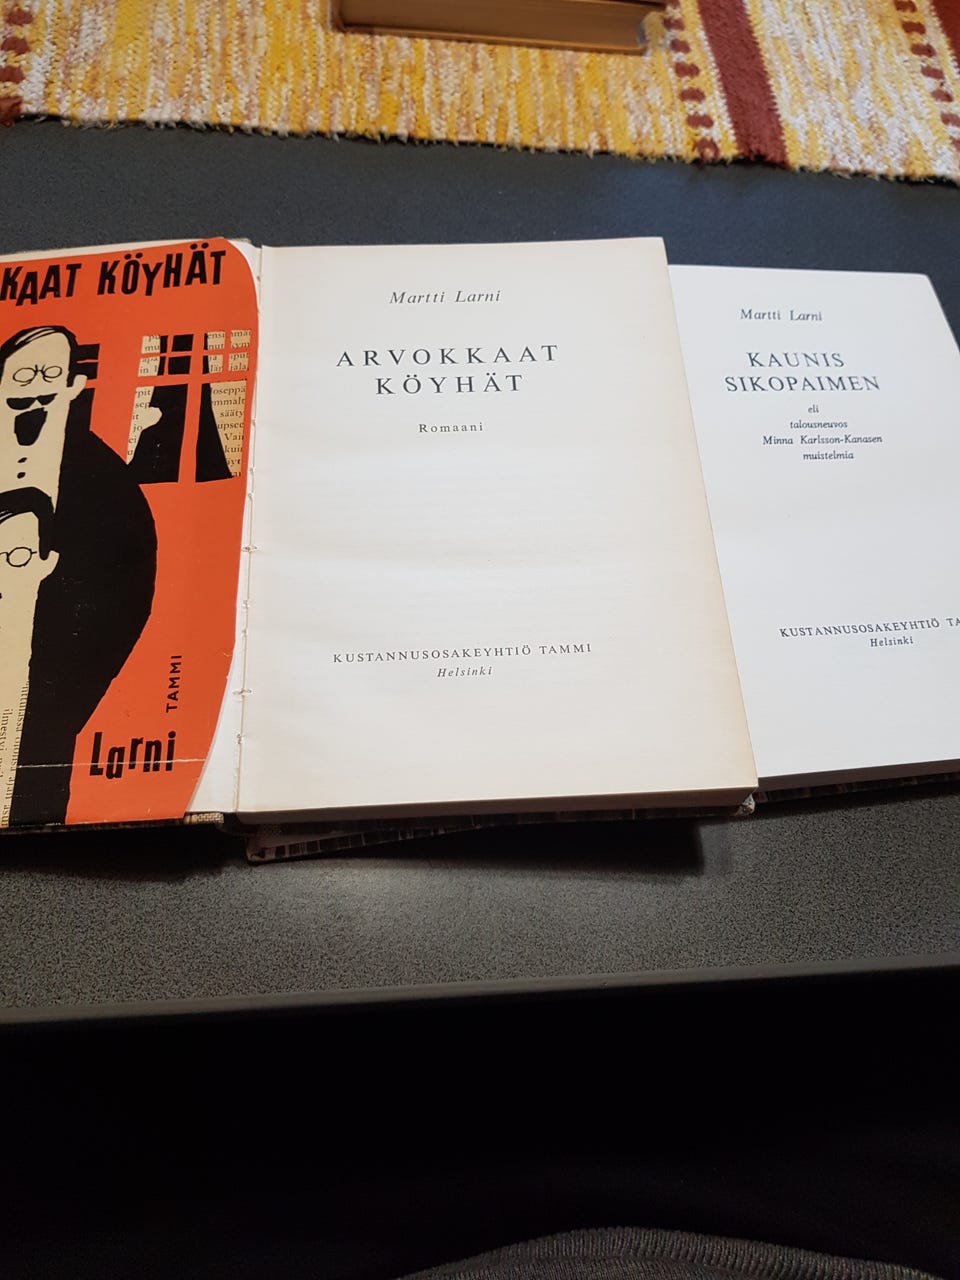 KAAT KÖYHÄT
TAMMI
Larni
Martti Larni
ARVOKKAAT
KÖYHÄT
Romaani
KUSTANNUSOSAKEYHTIÖ TAMMI
Helsinki
Martti Larni
KAUNIS
SIKOPAIMEN
eli
talousneuvos
Minna Karlsson-Kanasen
muistelmia
KUSTANNUSOSAKEYHTIÖ TA
Helsinki